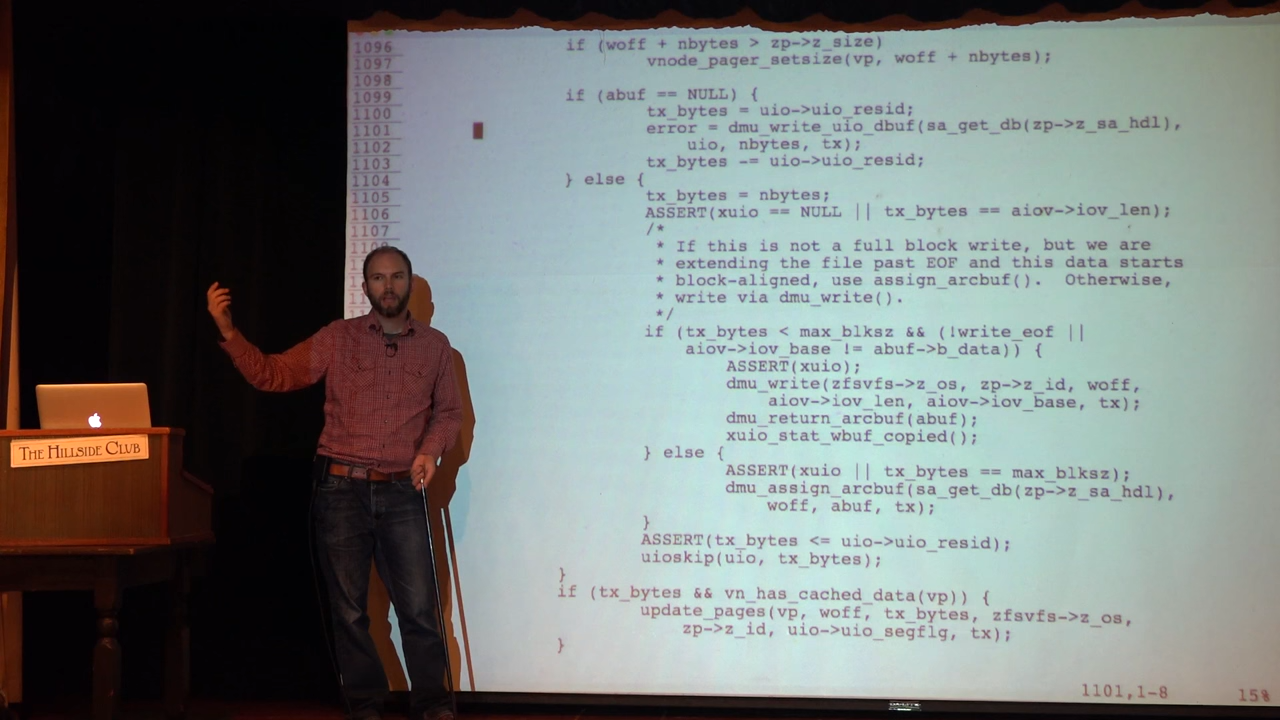 1096 if (woff + nbytes > zp->z_size)
1097 vnode_pager_setsize(vp, woff + nbytes);
1098
1099 if (abuf == NULL) {
1100 tx_bytes = uio->uio_resid;
1101 error = dmu_write_uio_dbuf(sa_get_db(zp->z_sa_hdl),
1102 uio, nbytes, tx);
1103 tx_bytes -= uio->uio_resid;
1104 } else {
1105 tx_bytes = nbytes;
1106 ASSERT(xuio == NULL || tx_bytes == aiov->iov_len);
1107 /*
* If this is not a full block write, but we are
* extending the file past EOF and this data starts
* block-aligned, use assign_arcbuf(). Otherwise,
* write via dmu_write().
*/
if (tx_bytes < max_blksz && (!write_eof ||
aiov->iov_base != abuf->b_data)) {
ASSERT(xuio);
dmu_write(zfsvfs->z_os, zp->z_id, woff,
aiov->iov_len, aiov->iov_base, tx);
dmu_return_arcbuf(abuf);
xuio_stat_wbuf_copied();
} else {
ASSERT(xuio || tx_bytes == max_blksz);
dmu_assign_arcbuf(sa_get_db(zp->z_sa_hdl),
woff, abuf, tx);
}
ASSERT(tx_bytes <= uio->uio_resid);
uioskip(uio, tx_bytes);
}
if (tx_bytes && vn_has_cached_data(vp)) {
update_pages(vp, woff, tx_bytes, zfsvfs->z_os,
zp->z_id, uio->uio_segflg, tx);
}
1101,1-8 15%
THE HILLSIDE CLUB